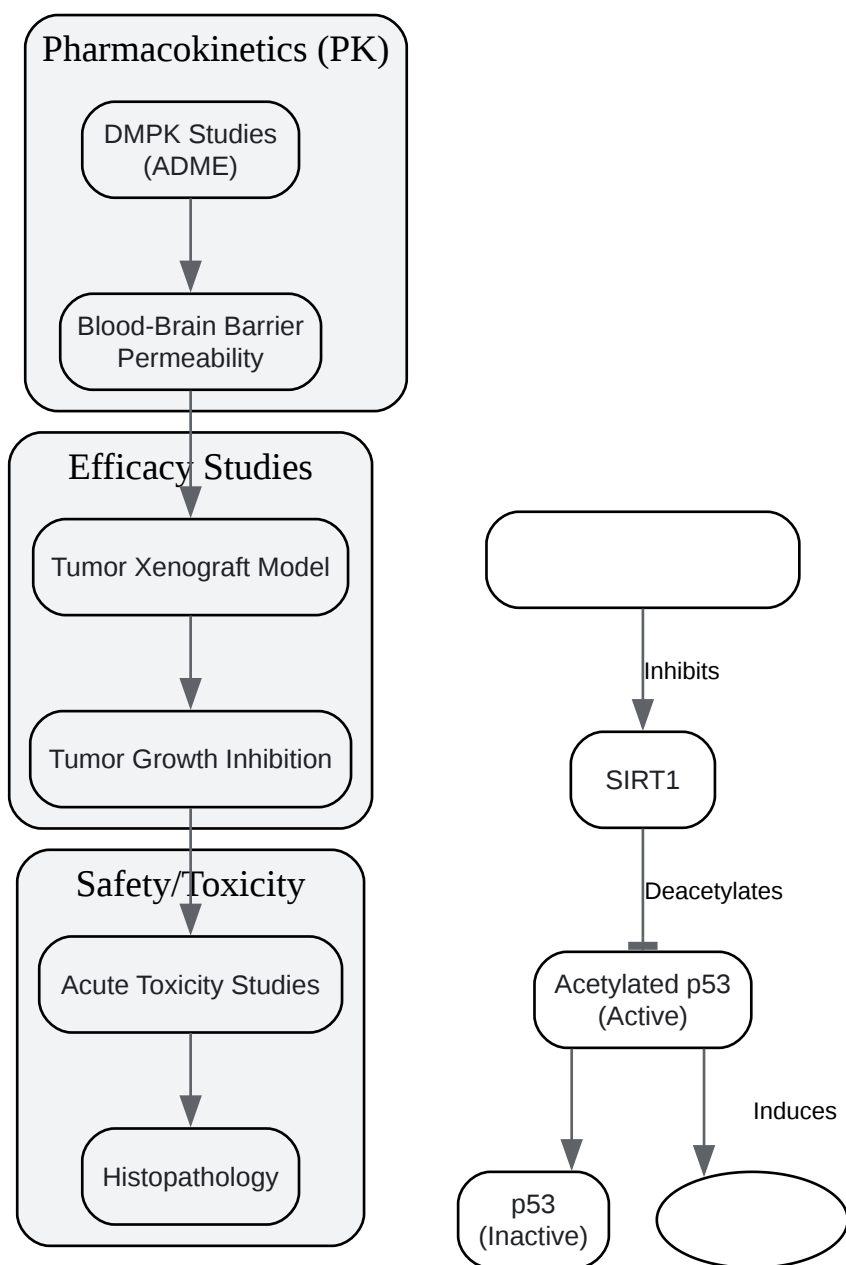 Pharmacokinetics (PK)
DMPK Studies
(ADME)
Blood-Brain Barrier
Permeability
Efficacy Studies
Tumor Xenograft Model
Tumor Growth Inhibition
Safety/Toxicity
Acute Toxicity Studies
Histopathology
Inhibits
SIRT1
Deacetylates
Acetylated p53
(Active)
Induces
p53
(Inactive)